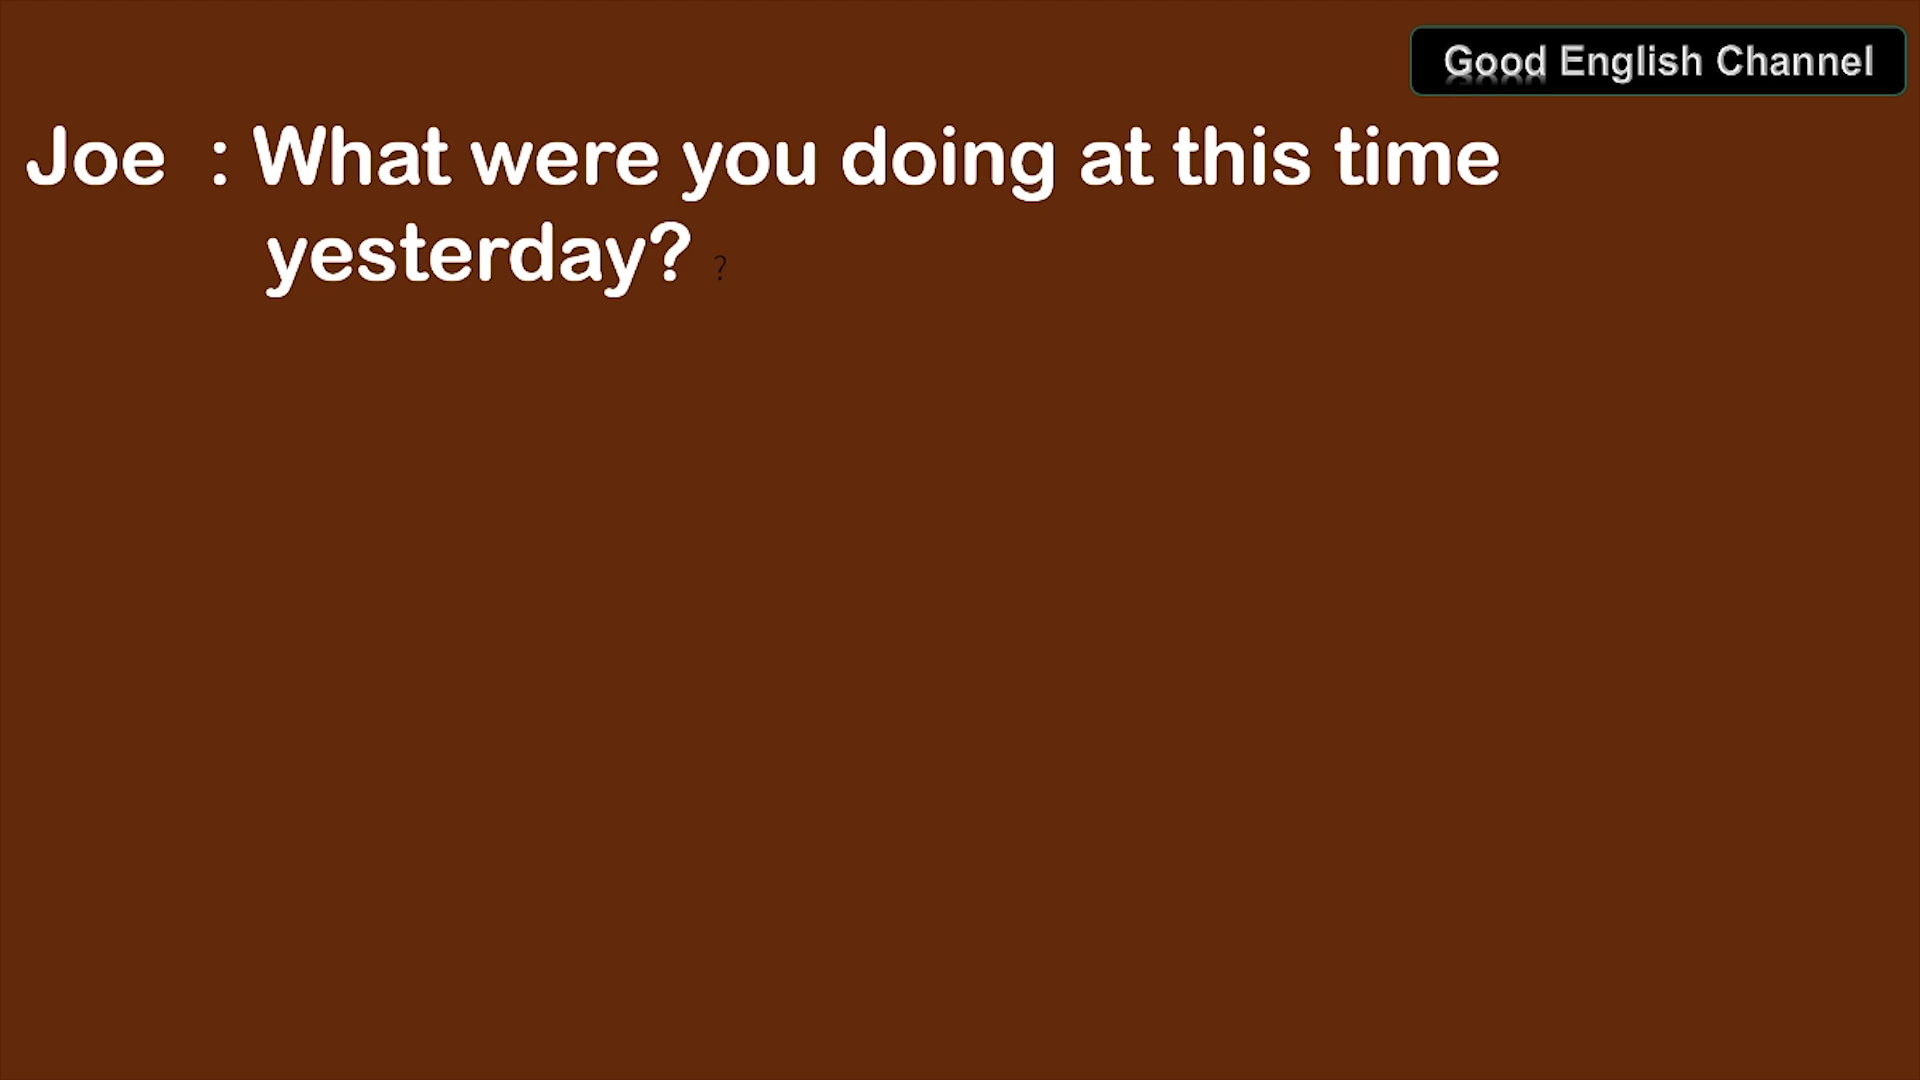 Good English Channel
Joe : What were you doing at this time
yesterday? ?